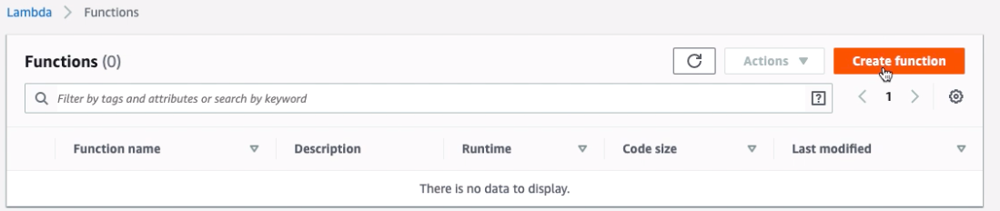 Lambda > Functions
Functions (0)
Actions
Create function
Filter by tags and attributes or search by keyword
?
1
Function name
Description
Runtime
Code size
Last modified
There is no data to display.